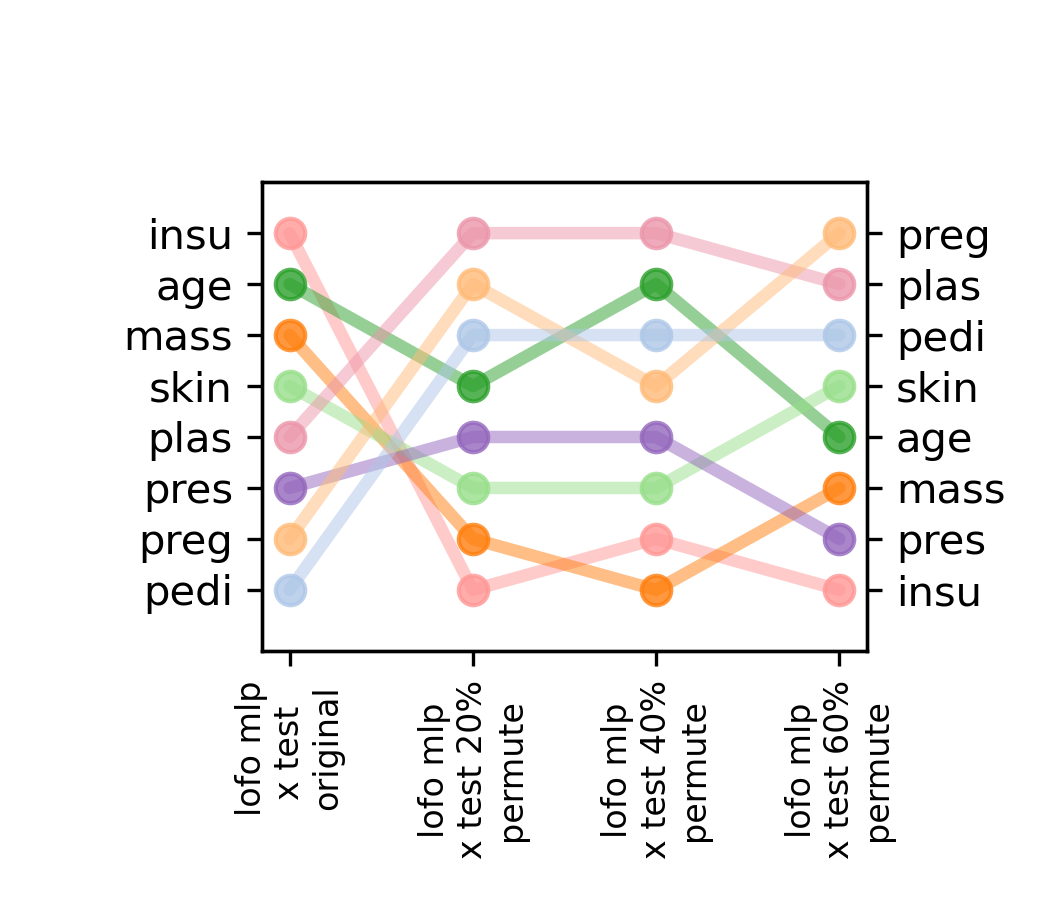 insu
age
mass
skin
plas
pres
preg
pedi
preg
plas
pedi
skin
age
mass
pres
insu
lofo mlp
x test
original
lofo mlp
x test 20%
permute
lofo mlp
x test 40%
permute
lofo mlp
x test 60%
permute